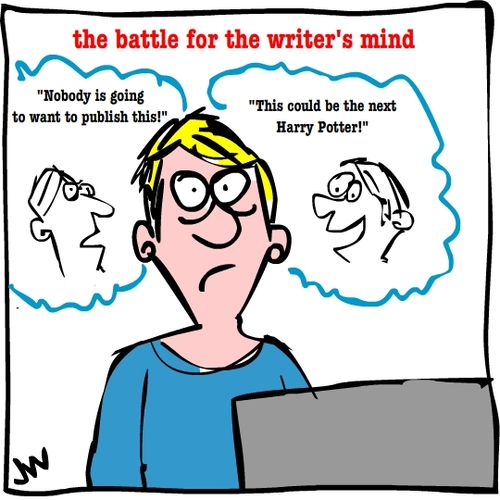 the battle for the writer's mind
"Nobody is going
to want to publish this!"
"This could be the next
Harry Potter!"
JW